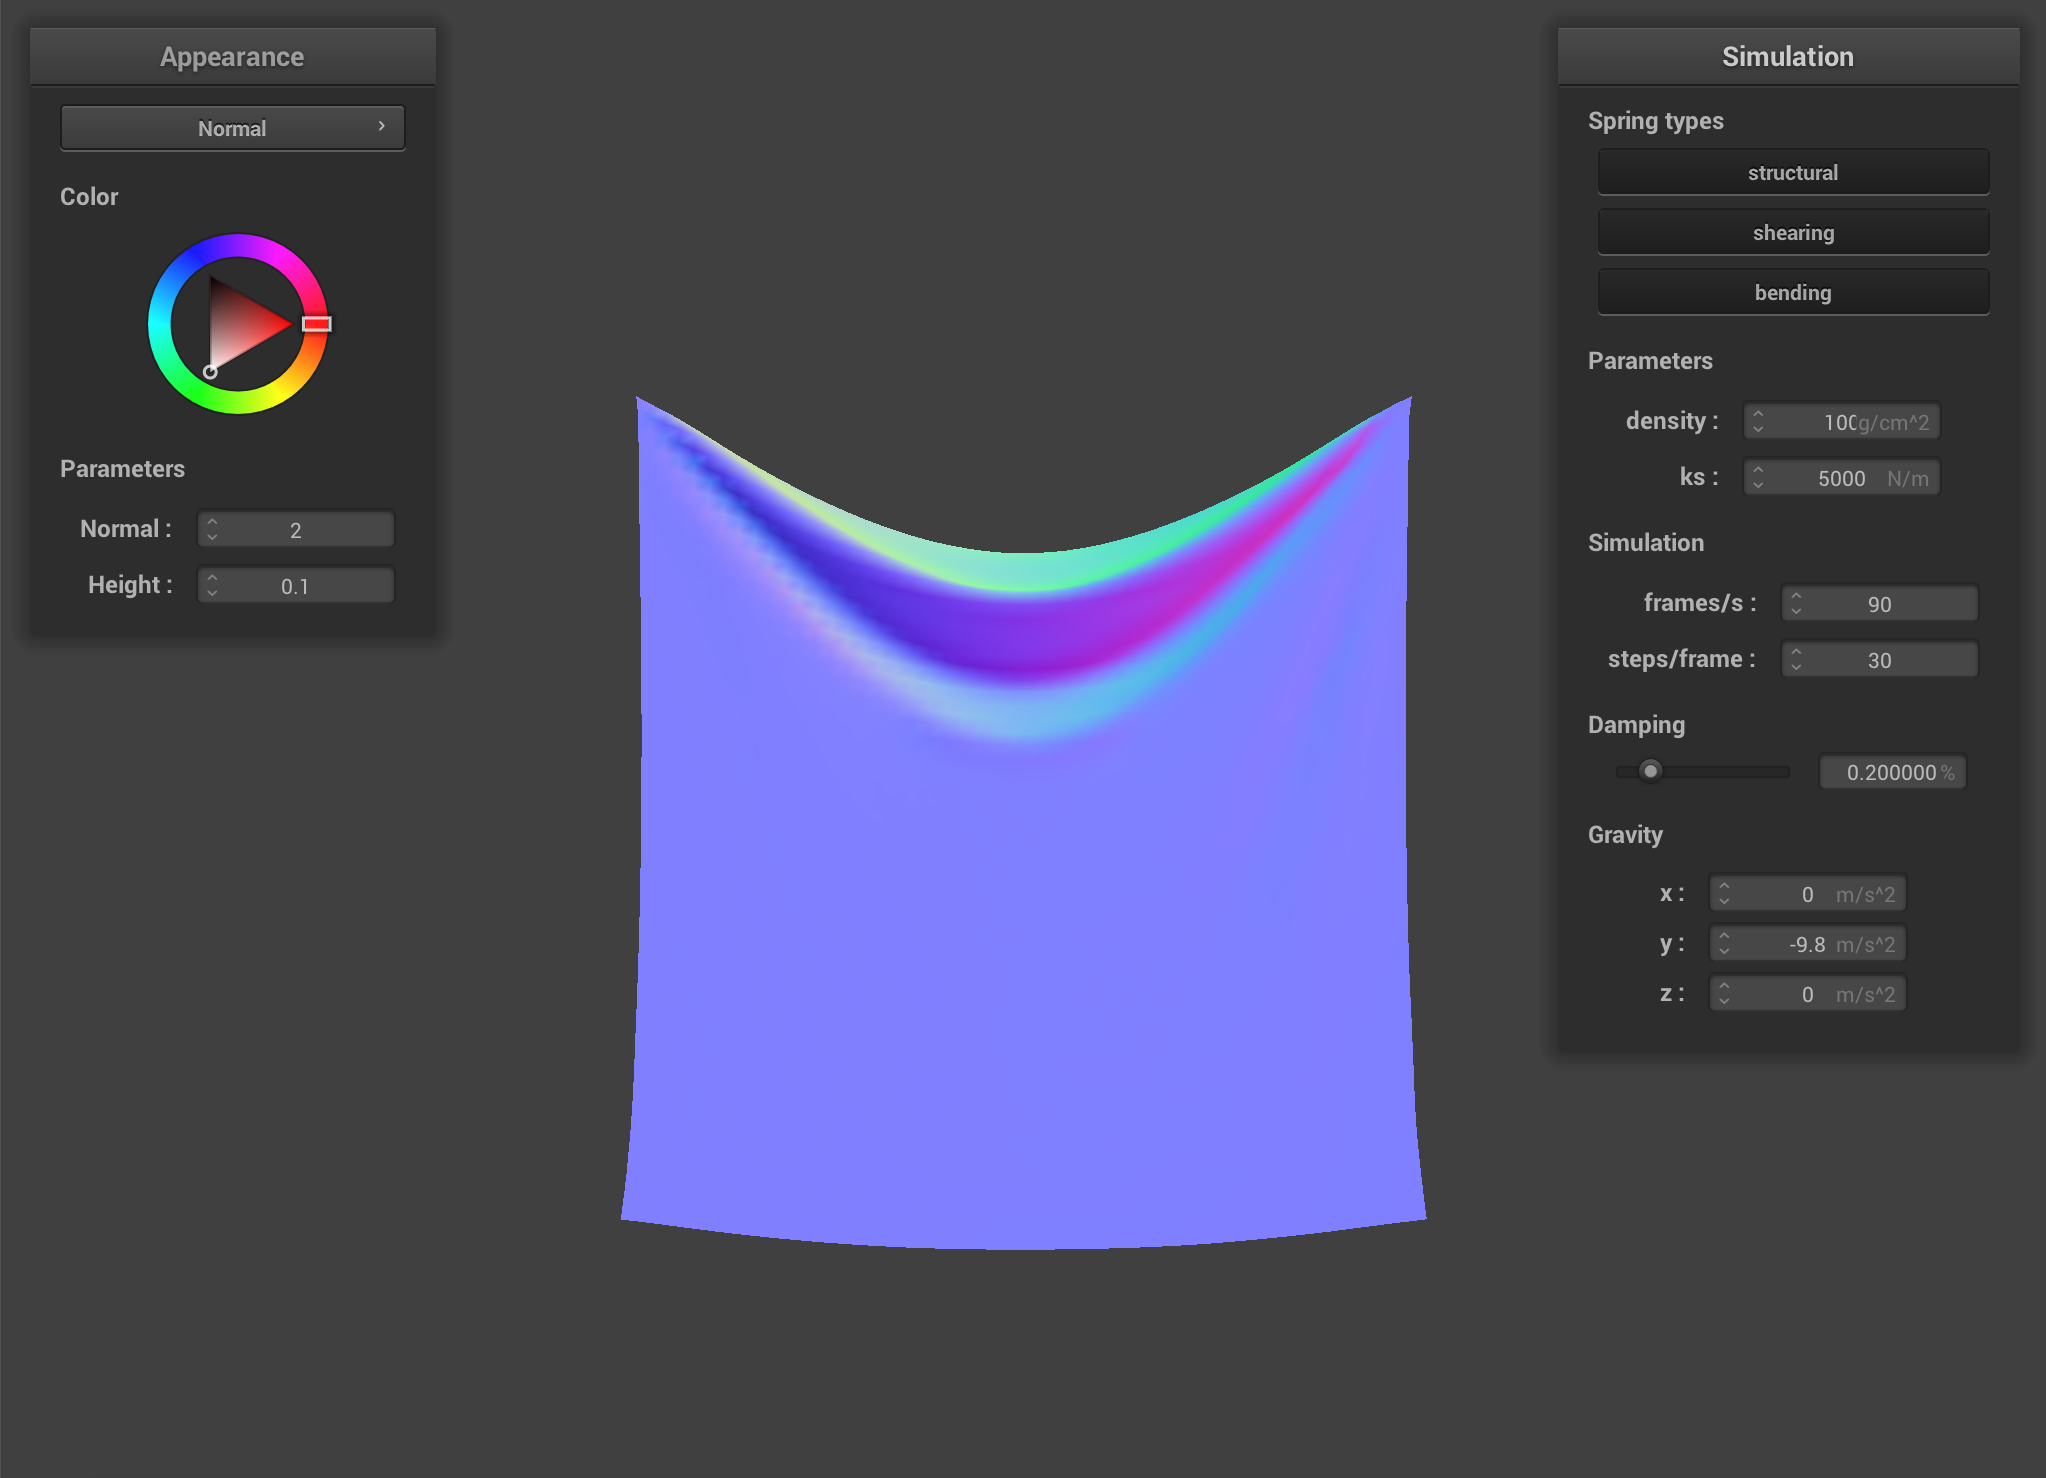 Appearance
Normal
Color
Parameters
Normal : 2
Height : 0.1
Simulation
Spring types
structural
shearing
bending
Parameters
density : 100 g/cm^2
ks : 5000 N/m
Simulation
frames/s : 90
steps/frame : 30
Damping
0.200000 %
Gravity
x : 0 m/s^2
y : -9.8 m/s^2
z : 0 m/s^2